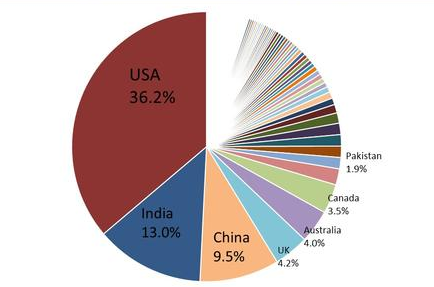 USA
36.2%
Pakistan
1.9%
Canada
3.5%
India
13.0%
Australia
4.0%
China
9.5%
UK
4.2%